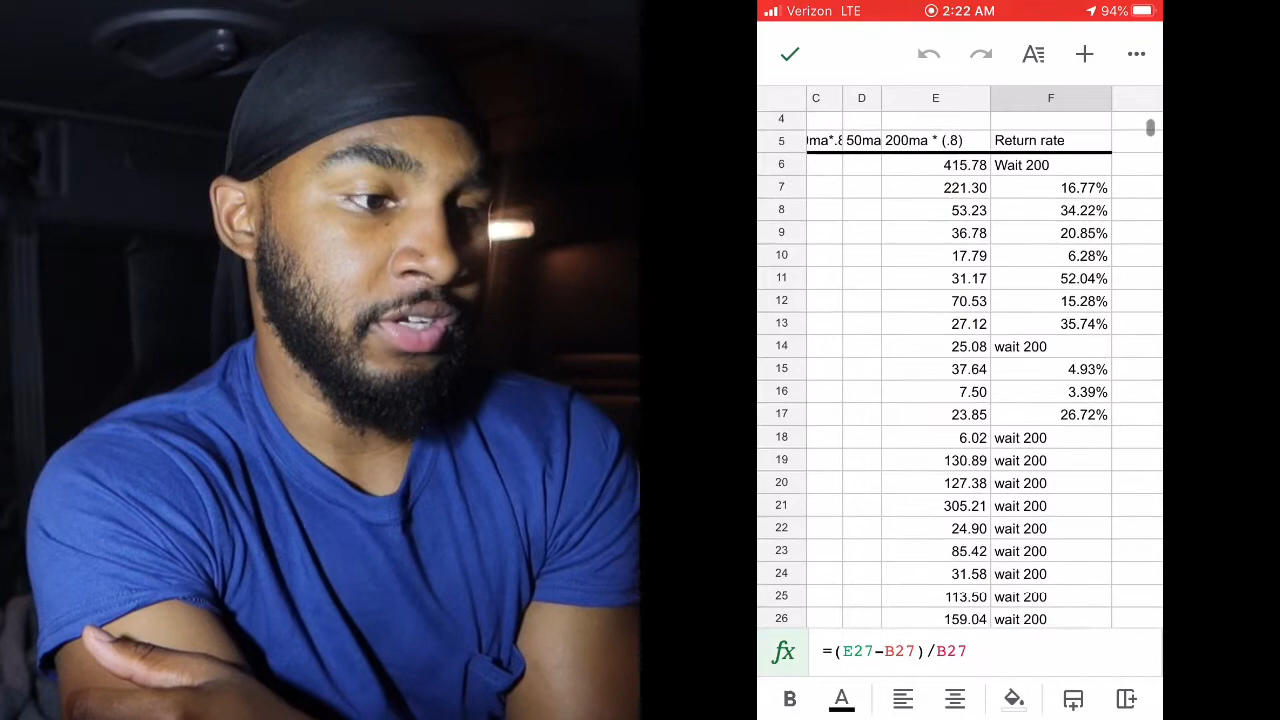 Verizon LTE 2:22 AM 94%
C D E F
4
5 50ma 200ma * (.8) Return rate
6 415.78 Wait 200
7 221.30 16.77%
8 53.23 34.22%
9 36.78 20.85%
10 17.79 6.28%
11 31.17 52.04%
12 70.53 15.28%
13 27.12 35.74%
14 25.08 wait 200
15 37.64 4.93%
16 7.50 3.39%
17 23.85 26.72%
18 6.02 wait 200
19 130.89 wait 200
20 127.38 wait 200
21 305.21 wait 200
22 24.90 wait 200
23 85.42 wait 200
24 31.58 wait 200
25 113.50 wait 200
26 159.04 wait 200
fx =(E27-B27)/B27
B A